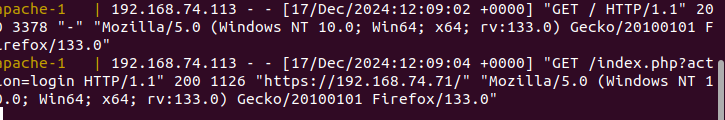 apache-1   | 192.168.74.113 - - [17/Dec/2024:12:09:02 +0000] "GET / HTTP/1.1" 20
0 3378 "-" "Mozilla/5.0 (Windows NT 10.0; Win64; x64; rv:133.0) Gecko/20100101 F
irefox/133.0"
apache-1   | 192.168.74.113 - - [17/Dec/2024:12:09:04 +0000] "GET /index.php?act
ion=login HTTP/1.1" 200 1126 "https://192.168.74.71/" "Mozilla/5.0 (Windows NT 1
0.0; Win64; x64; rv:133.0) Gecko/20100101 Firefox/133.0"